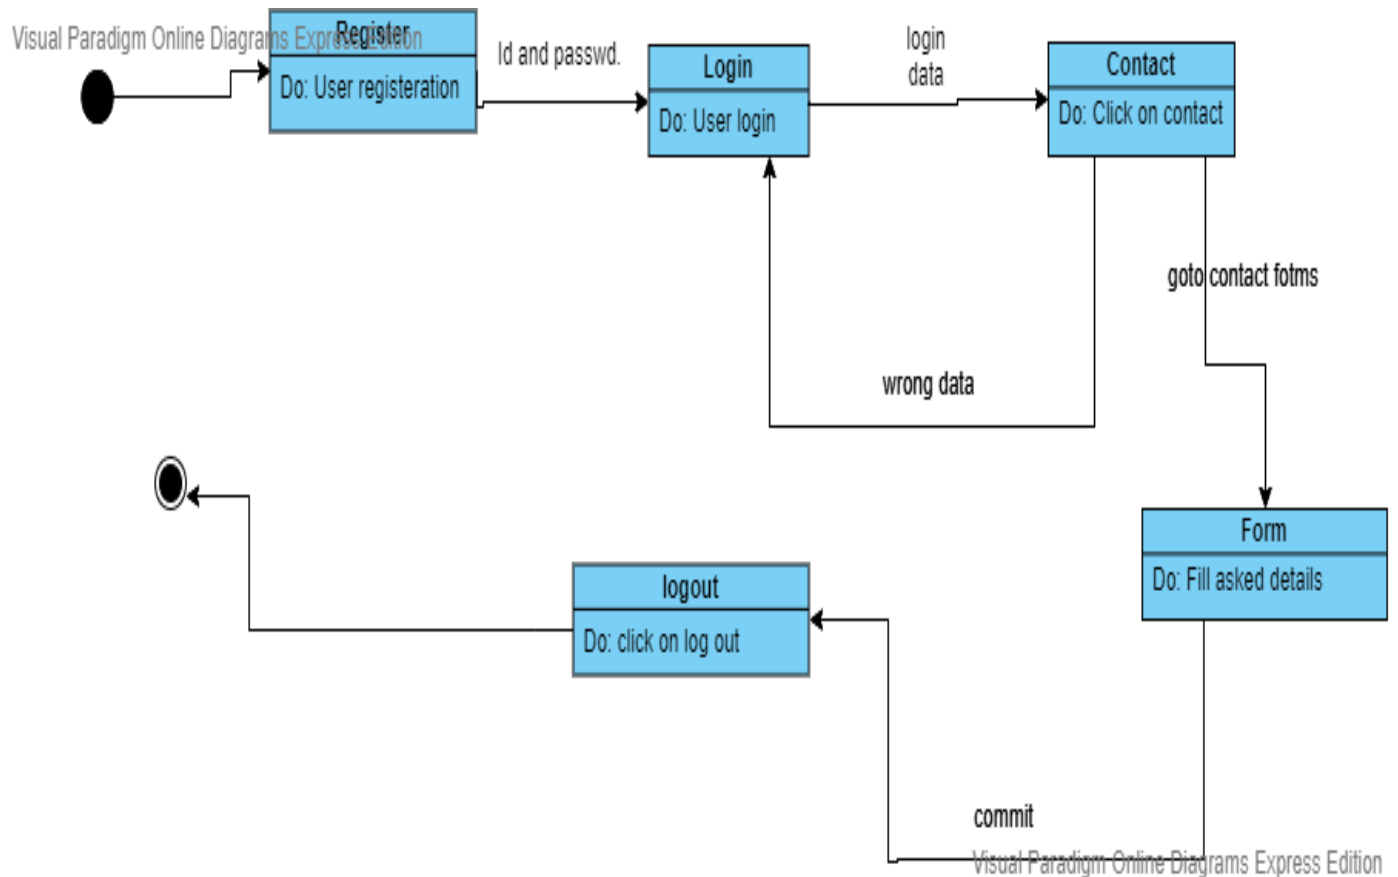 Visual Paradigm Online Diagrams Express Edition
Register
Do: User registeration
Id and passwd.
Login
Do: User login
login
data
Contact
Do: Click on contact
goto contact fotms
wrong data
Form
Do: Fill asked details
logout
Do: click on log out
commit
Visual Paradigm Online Diagrams Express Edition